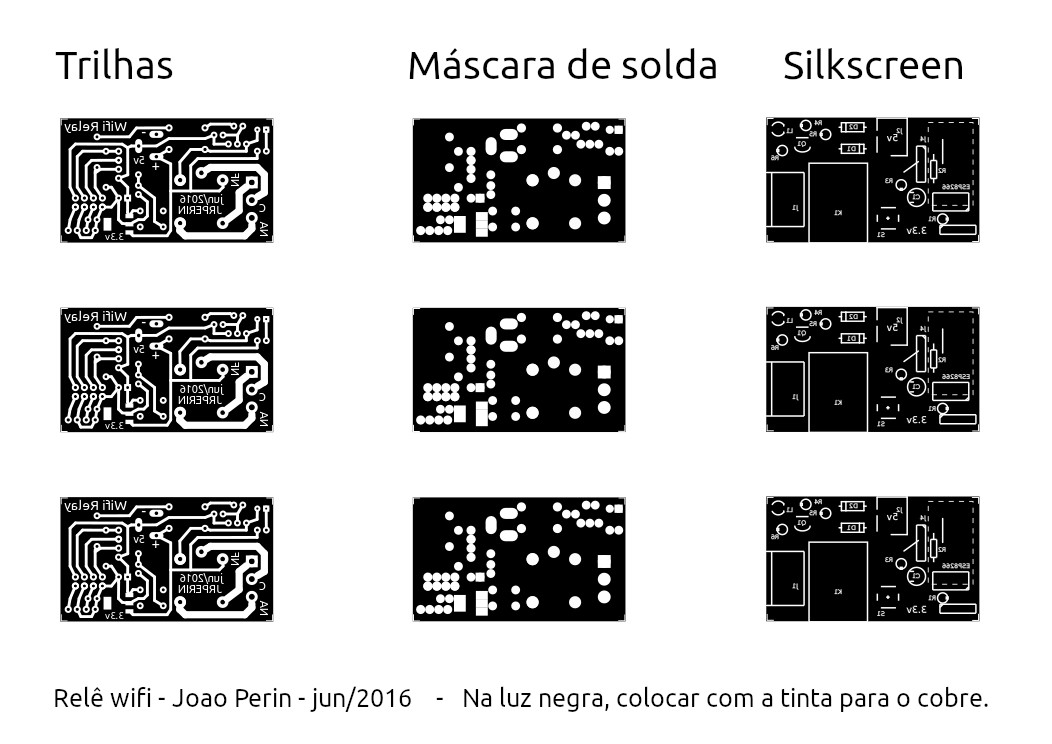 Trilhas
Máscara de solda
Silkscreen
Wifi Relay
-
5v
+
NF
jun/2016
JRPERIN
C
NA
3.3v
R4
L1
R5
D2
J2
5v
Q1
D1
J4
R6
R2
R3
ESP8266
C1
J1
K1
R1
3.3v
S1
Wifi Relay
-
5v
+
NF
jun/2016
JRPERIN
C
NA
3.3v
R4
L1
R5
D2
J2
5v
Q1
D1
J4
R6
R2
R3
ESP8266
C1
J1
K1
R1
3.3v
S1
Wifi Relay
-
5v
+
NF
jun/2016
JRPERIN
C
NA
3.3v
R4
L1
R5
D2
J2
5v
Q1
D1
J4
R6
R2
R3
ESP8266
C1
J1
K1
R1
3.3v
S1
Relê wifi - Joao Perin - jun/2016 - Na luz negra, colocar com a tinta para o cobre.